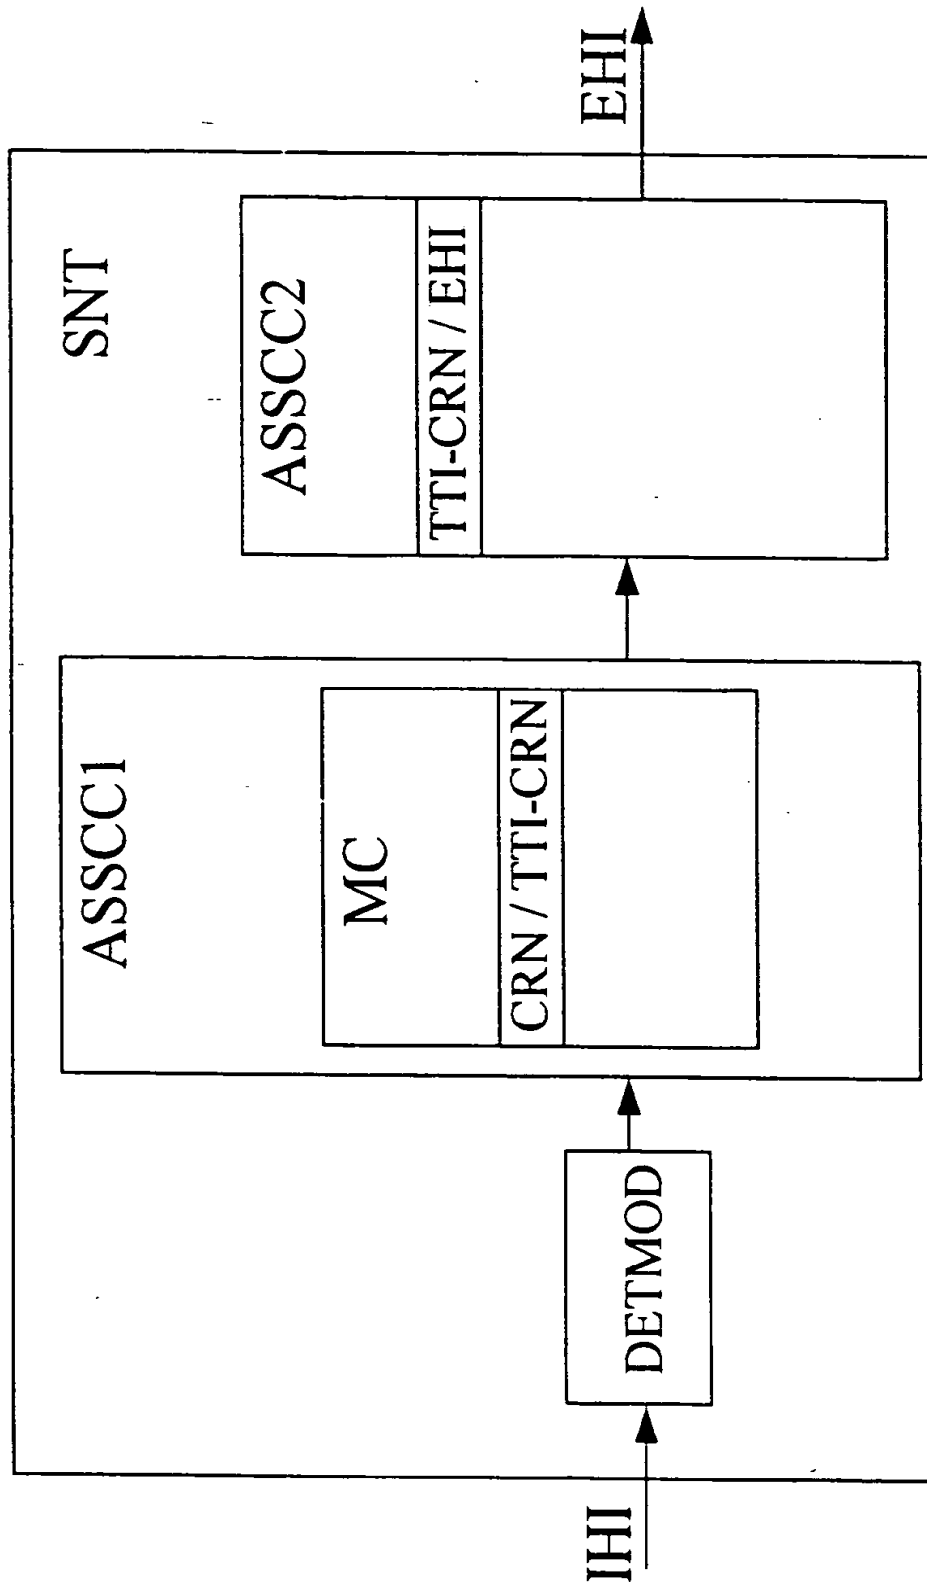 SNT
ASSCC1
ASSCC2
MC
CRN / TTI-CRN
TTI-CRN / EHI
DETMOD
IHI
EHI